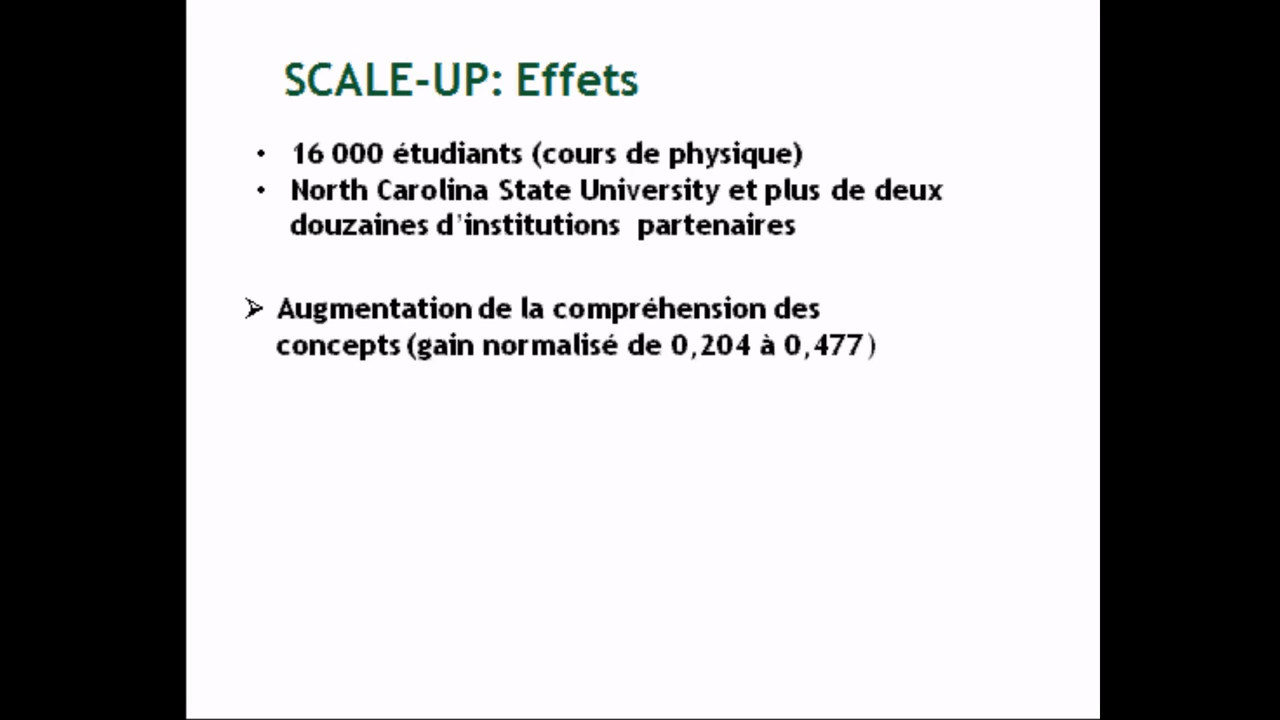 SCALE-UP: Effets
• 16 000 étudiants (cours de physique)
• North Carolina State University et plus de deux
douzaines d'institutions partenaires
➢ Augmentation de la compréhension des
concepts (gain normalisé de 0,204 à 0,477)